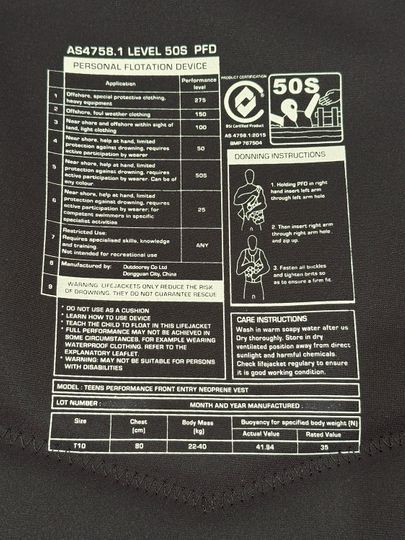 AS4758.1 LEVEL 50S PFD
PERSONAL FLOTATION DEVICE
Application
Performance
level
1
Offshore, special protective clothing,
heavy equipment
275
2
Offshore, foul weather clothing
150
3
Near shore and offshore within sight of
land, light clothing
100
4
Near shore, help at hand, limited
protection against drowning, requires
active participation by wearer
50
5
Near shore, help at hand, limited
protection against drowning, requires
active participation by wearer. Can be of
any colour.
50S
6
Near shore, help at hand, limited
protection against drowning, requires
active participation by wearer: for
competent swimmers in specific
specialist activities
25
7
Restricted Use:
Requires specialised skills, knowledge
and training.
Not intended for recreational use
ANY
8
Manufactured by:
Outdooray Co Ltd
Dongguan City, China
9
WARNING: LIFEJACKETS ONLY REDUCE THE RISK
OF DROWNING. THEY DO NOT GUARANTEE RESCUE.
* DO NOT USE AS A CUSHION
* LEARN HOW TO USE DEVICE
* TEACH THE CHILD TO FLOAT IN THIS LIFEJACKET
* FULL PERFORMANCE MAY NOT BE ACHIEVED IN
SOME CIRCUMSTANCES, FOR EXAMPLE WEARING
WATERPROOF CLOTHING. REFER TO THE
EXPLANATORY LEAFLET.
* WARNING: MAY NOT BE SUITABLE FOR PERSONS
WITH DISABILITIES
PRODUCT CERTIFICATION
BSI Certified Product
AS 4758.1:2015
BMP 767504
50S
DONNING INSTRUCTIONS
1. Holding PFD in right
hand insert left arm
through left arm hole
2. Then insert right arm
through right arm hole
and zip up.
3. Fasten all buckles
and tighten brits so
as to ensure a firm fit.
CARE INSTRUCTIONS
Wash in warm soapy water after use
Dry thoroughly. Store in dry
ventilated position away from direct
sunlight and harmful chemicals.
Check lifejacket regulary to ensure
it is good working condition.
MODEL : TEENS PERFORMANCE FRONT ENTRY NEOPRENE VEST
LOT NUMBER :
MONTH AND YEAR MANUFACTURED :
Size
Chest
(cm)
Body Mass
(kg)
Buoyancy for specified body weight (N)
Actual Value
Rated Value
T10
80
22-40
41.84
35